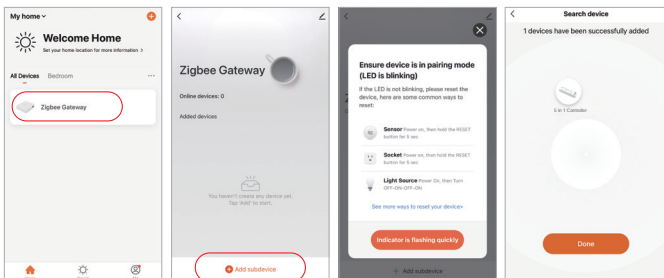 My home
Welcome Home
Set your home location for more information >
All Devices Bedroom ...
Zigbee Gateway
Zigbee Gateway
Online devices: 0
Added devices
You haven't create any device yet.
Tap 'Add' to start.
Add subdevice
Ensure device is in pairing mode
(LED is blinking)
If the LED is not blinking, please reset the
device, here are some common ways to
reset:
Sensor Power on, then hold the RESET
button for 5 sec
Socket Power on, then hold the RESET
button for 5 sec
Light Source Power On, then Turn
OFF-ON-OFF-ON
See more ways to reset your device>
Indicator is flashing quickly
+ Add subdevice
Search device
1 devices have been successfully added
5 in 1 Contoller
Done